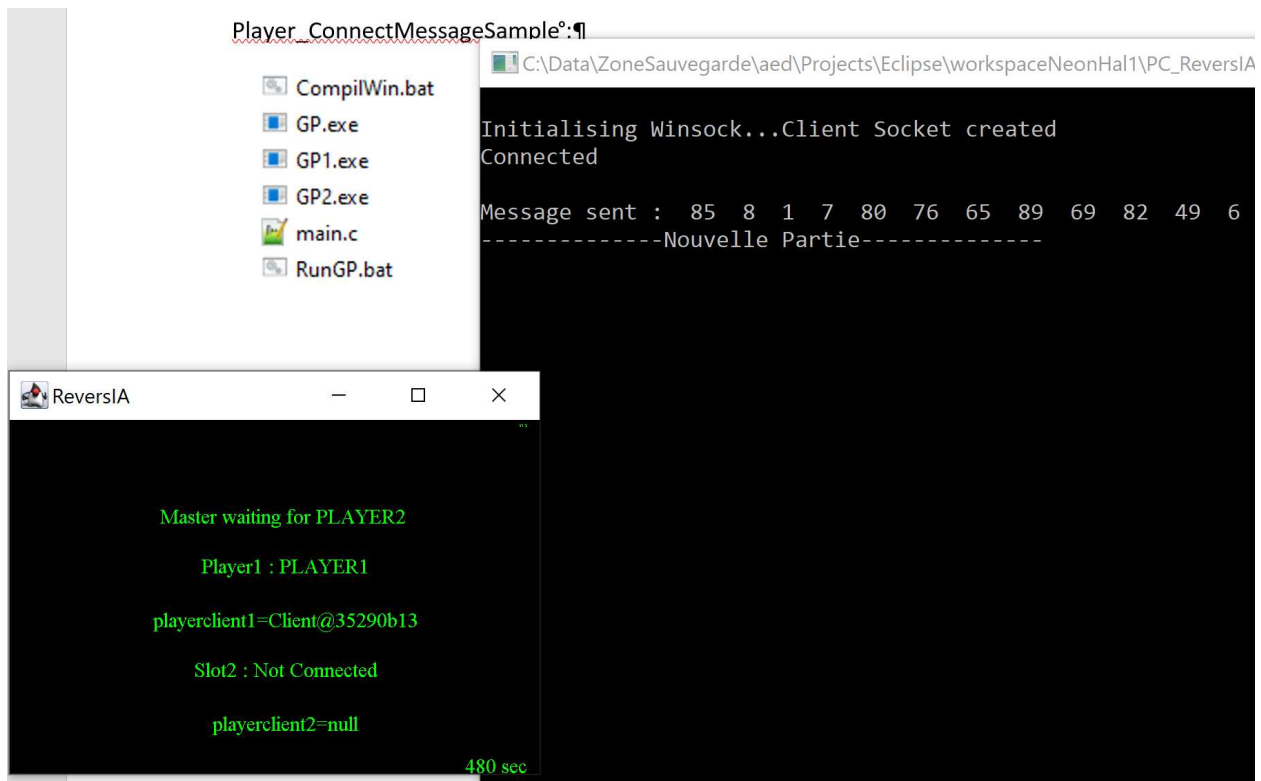 Player_ConnectMessageSample°:¶
CompilWin.bat
GP.exe
GP1.exe
GP2.exe
main.c
RunGP.bat
C:\Data\ZoneSauvegarde\aed\Projects\Eclipse\workspaceNeonHal1\PC_ReversIA
Initialising Winsock...Client Socket created
Connected
Message sent :  85  8  1  7  80  76  65  89  69  82  49  6
--------------Nouvelle Partie--------------
ReversIA
Master waiting for PLAYER2
Player1 : PLAYER1
playerclient1=Client@35290b13
Slot2 : Not Connected
playerclient2=null
480 sec